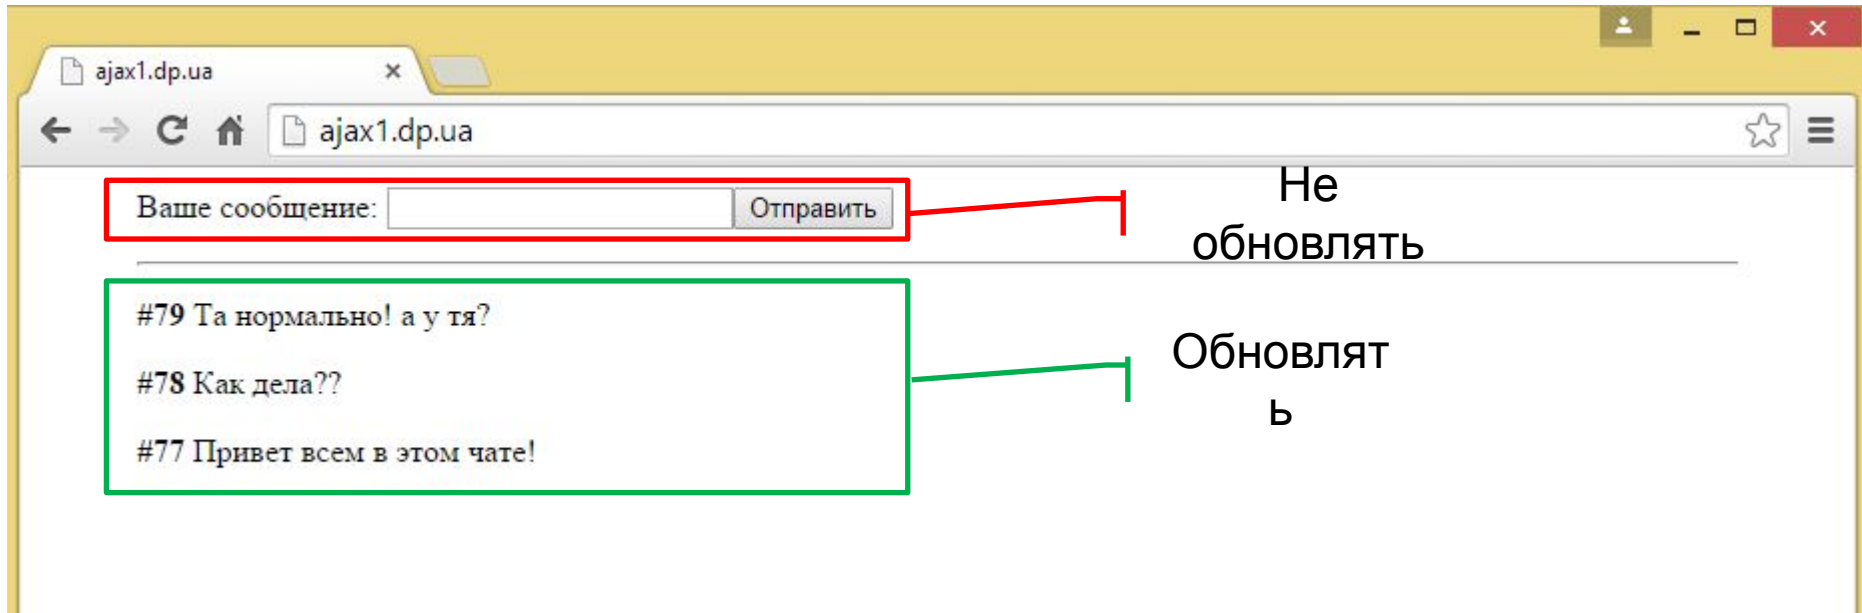 ajax1.dp.ua
ajax1.dp.ua
Ваше сообщение: Отправить
Не
обновлять
#79 Та нормально! а у тя?
Обновлят
ь
#78 Как дела??
#77 Привет всем в этом чате!